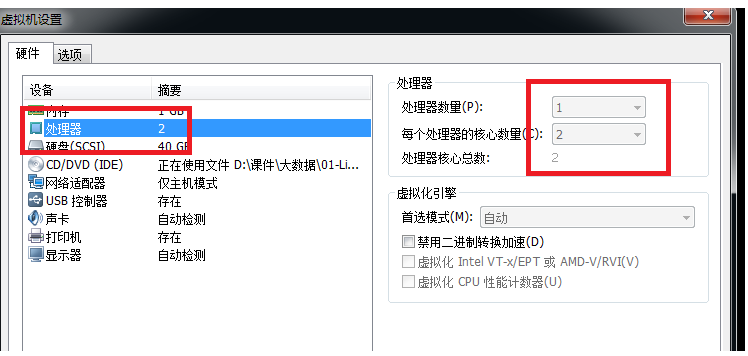 虚拟机设置
硬件
选项
设备 摘要
内存 1 GB
处理器 2
硬盘(SCSI) 40 GB
CD/DVD (IDE) 正在使用文件 D:\课件\大数据\01-Li...
网络适配器 仅主机模式
USB 控制器 存在
声卡 自动检测
打印机 存在
显示器 自动检测
处理器
处理器数量(P): 1
每个处理器的核心数量(C): 2
处理器核心总数: 2
虚拟化引擎
首选模式(M): 自动
禁用二进制转换加速(D)
虚拟化 Intel VT-x/EPT 或 AMD-V/RVI(V)
虚拟化 CPU 性能计数器(U)